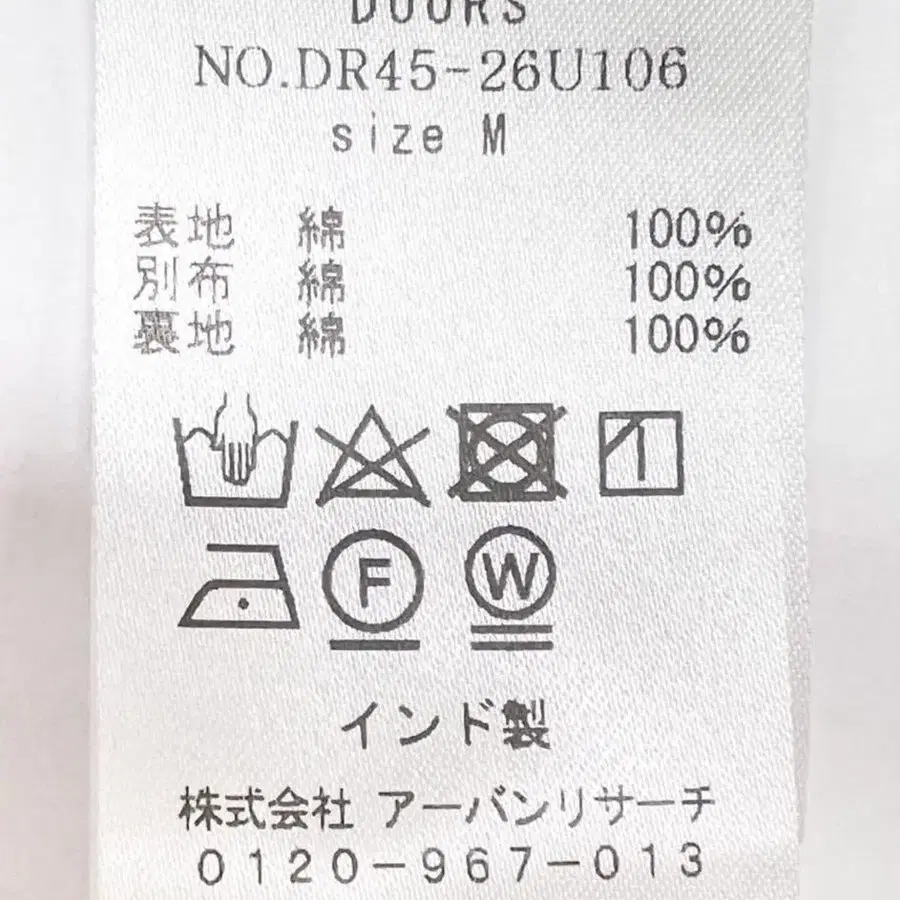 DOORS
NO.DR45-26U106
size M
表地 綿 100%
別布 綿 100%
裏地 綿 100%
F W
インド製
株式会社 アーバンリサーチ
0120-967-013